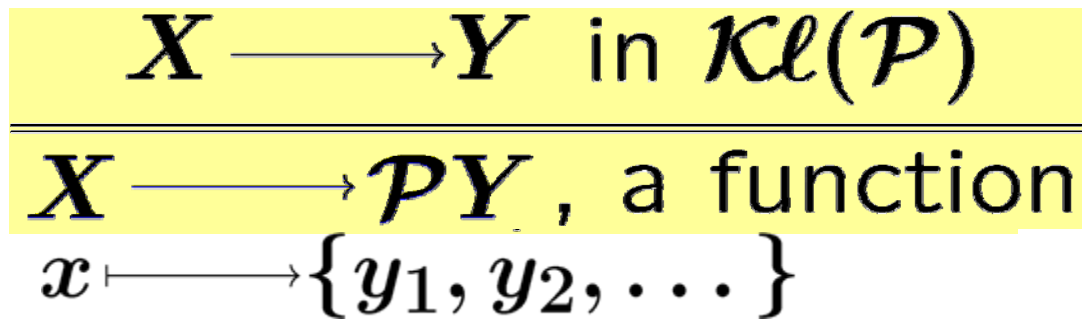 X ⟶ Y in 𝒦ℓ(𝒫)
X ⟶ 𝒫Y , a function
x ⟼ {y₁, y₂, . . . }